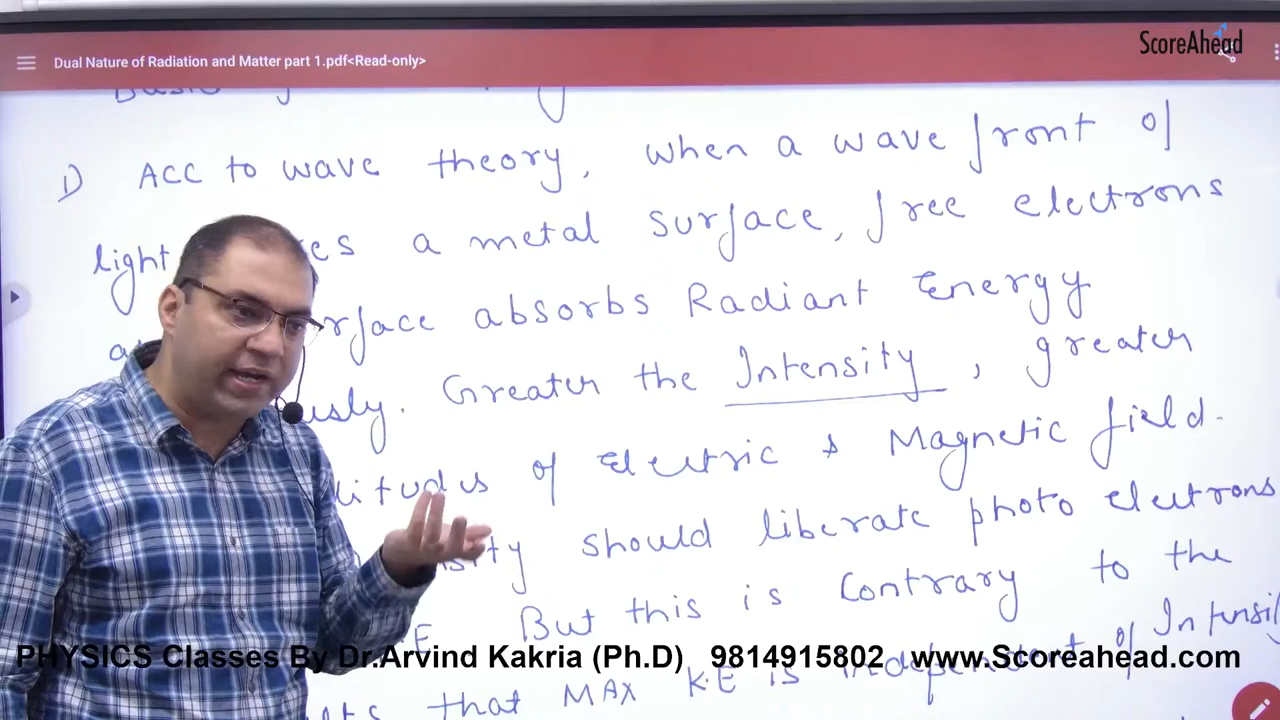 ScoreAhead
Dual Nature of Radiation and Matter part 1.pdf<Read-only>
1) ACC to wave theory, when a wave front of
light a metal surface, free electrons
absorbs Radiant Energy
Greater the Intensity, greater
of Electric & Magnetic field.
should liberate photo electrons
But this is Contrary to the
that MAX K.E is independent of
PHYSICS Classes By Dr.Arvind Kakria (Ph.D) 9814915802 www.Scoreahead.com